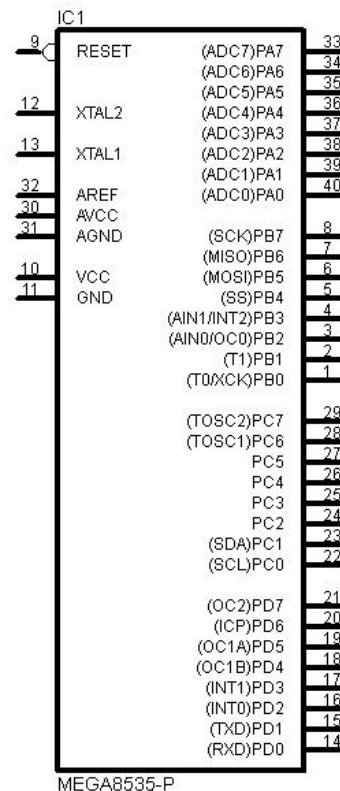 IC1
9 RESET (ADC7)PA7 33
(ADC6)PA6 34
(ADC5)PA5 35
12 XTAL2 (ADC4)PA4 36
(ADC3)PA3 37
13 XTAL1 (ADC2)PA2 38
(ADC1)PA1 39
32 AREF (ADC0)PA0 40
30 AVCC
31 AGND (SCK)PB7 8
(MISO)PB6 7
10 VCC (MOSI)PB5 6
11 GND (SS)PB4 5
(AIN1/INT2)PB3 4
(AIN0/OC0)PB2 3
(T1)PB1 2
(T0/XCK)PB0 1
(TOSC2)PC7 29
(TOSC1)PC6 28
PC5 27
PC4 26
PC3 25
PC2 24
(SDA)PC1 23
(SCL)PC0 22
(OC2)PD7 21
(ICP)PD6 20
(OC1A)PD5 19
(OC1B)PD4 18
(INT1)PD3 17
(INT0)PD2 16
(TXD)PD1 15
(RXD)PD0 14
MEGA8535-P